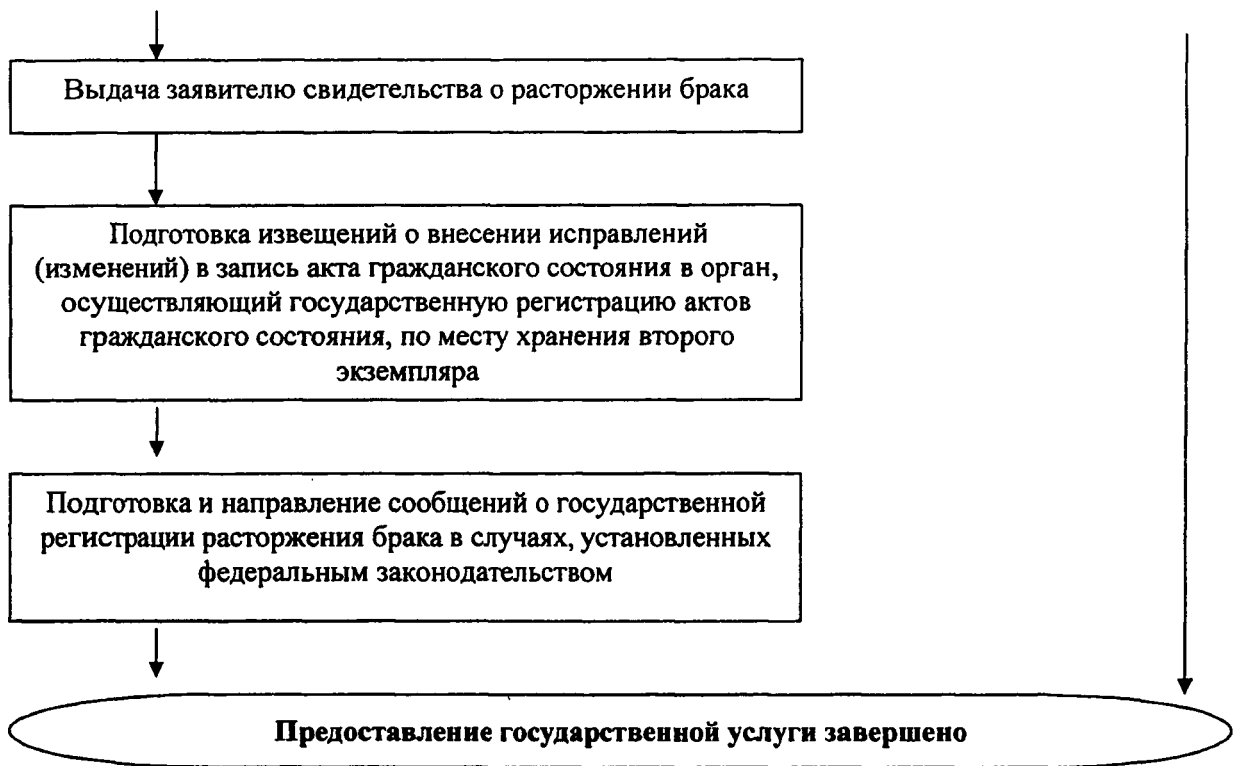 Выдача заявителю свидетельства о расторжении брака
Подготовка извещений о внесении исправлений
(изменений) в запись акта гражданского состояния в орган,
осуществляющий государственную регистрацию актов
гражданского состояния, по месту хранения второго
экземпляра
Подготовка и направление сообщений о государственной
регистрации расторжения брака в случаях, установленных
федеральным законодательством
Предоставление государственной услуги завершено